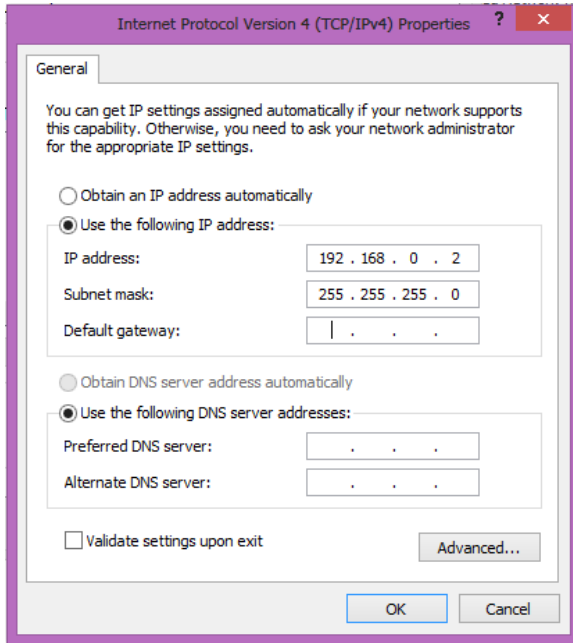 Internet Protocol Version 4 (TCP/IPv4) Properties
General
You can get IP settings assigned automatically if your network supports
this capability. Otherwise, you need to ask your network administrator
for the appropriate IP settings.
Obtain an IP address automatically
Use the following IP address:
IP address: 192 . 168 . 0 . 2
Subnet mask: 255 . 255 . 255 . 0
Default gateway: . . .
Obtain DNS server address automatically
Use the following DNS server addresses:
Preferred DNS server: . . .
Alternate DNS server: . . .
Validate settings upon exit
Advanced...
OK Cancel